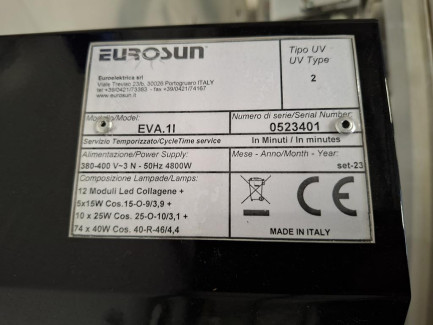 EUROSUN
Euroelektrica srl
Viale Treviso 23/b, 30026 Portogruaro ITALY
tel +39/0421/73383 - fax +39/0421/74167
www.eurosun.it
Tipo UV
UV Type
2
Modello/Model
EVA.1I
Numero di serie/Serial Number
0523401
Servizio Temporizzato/CycleTime service
In Minuti / In minutes
Alimentazione/Power Supply:
380-400 V~3 N - 50Hz 4800W
Mese - Anno/Month - Year:
set-23
Composizione Lampade/Lamps:
12 Moduli Led Collagene +
5x15W Cos.15-O-9/3,9 +
10 x 25W Cos. 25-O-10/3,1 +
74 x 40W Cos. 40-R-46/4,4
CE
MADE IN ITALY